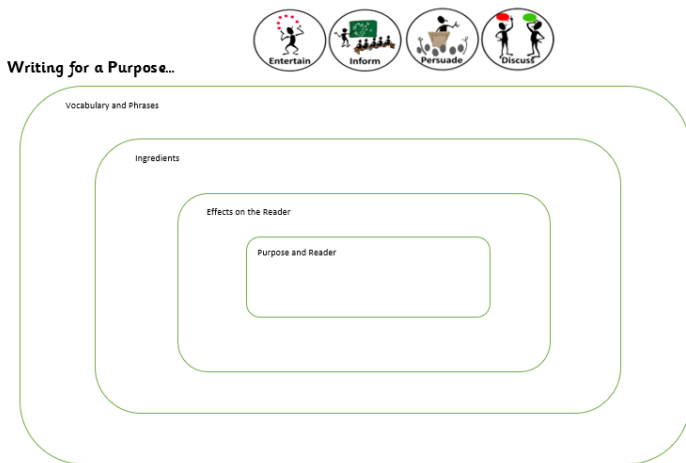 Entertain
Inform
Persuade
Discuss
Writing for a Purpose...
Vocabulary and Phrases
Ingredients
Effects on the Reader
Purpose and Reader